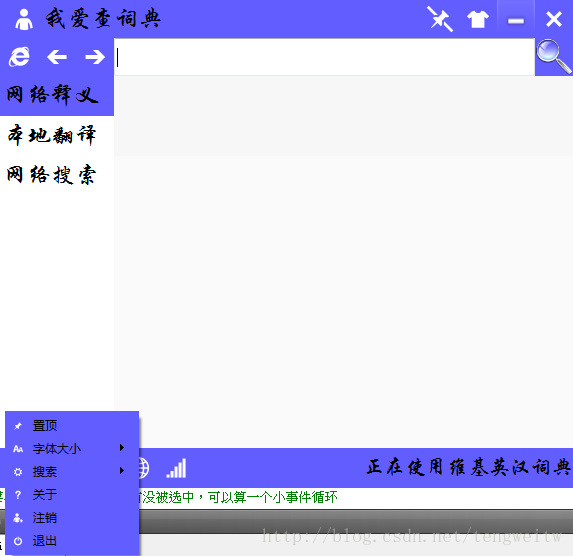 我爱查词典
网络释义
本地翻译
网络搜索
置顶
字体大小
搜索
关于
注销
退出
正在使用维基英汉词典
没被选中，可以算一个小事件循环
http://blog.csdn.net/tengweitw